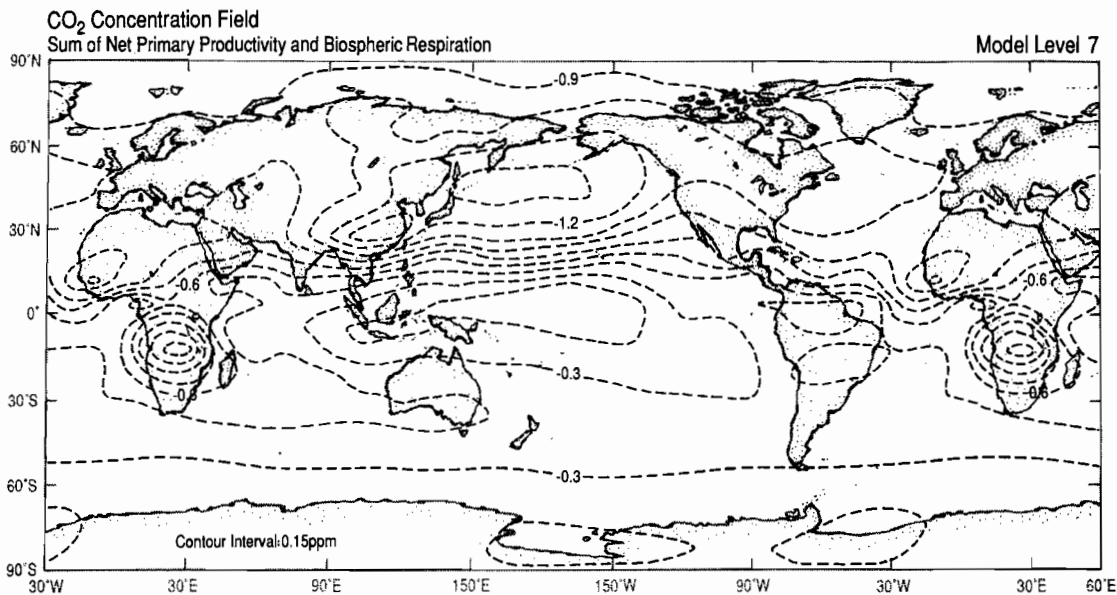 CO₂ Concentration Field
Sum of Net Primary Productivity and Biospheric Respiration
Model Level 7
90°N
60°N
30°N
0°
30°S
60°S
90°S
-0.9
-1.2
-0.6
-0.6
-0.3
-0.6
-0.3
Contour Interval:0.15ppm
30°W
30°E
90°E
150°E
150°W
90°W
30°W
30°E
60°E